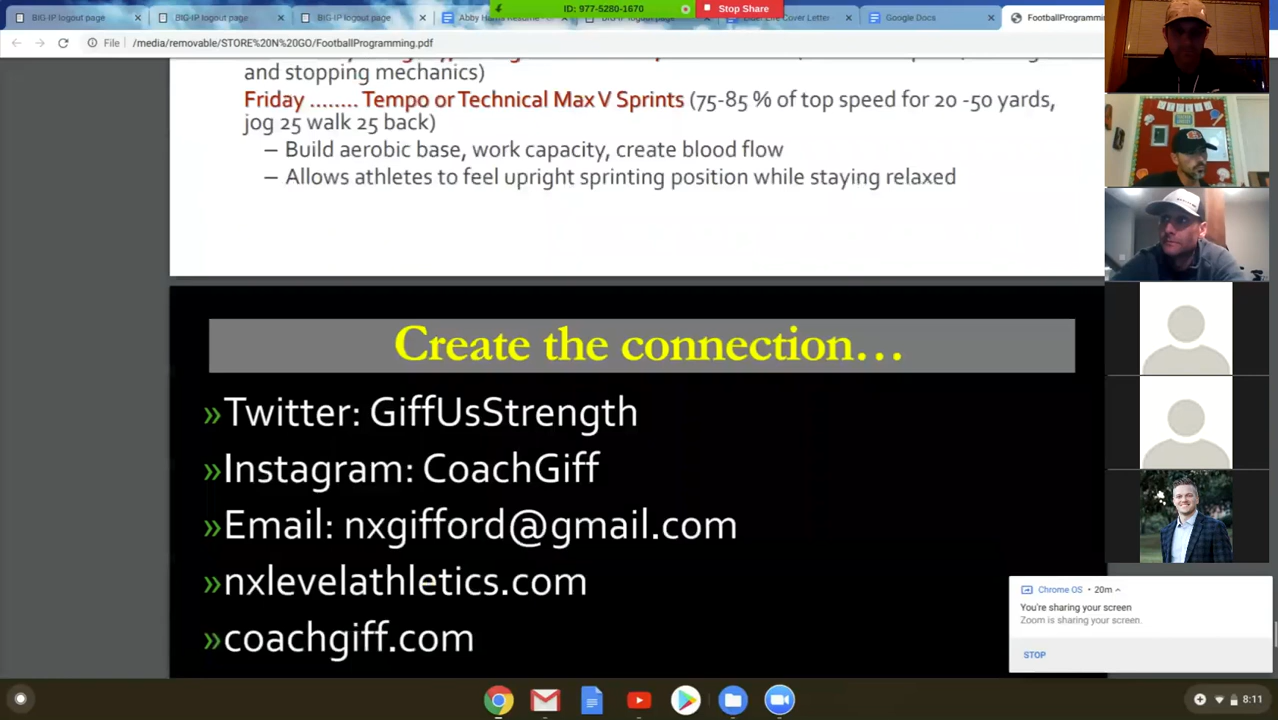 BIG-IP logout page
BIG-IP logout page
BIG-IP logout page
ID: 977-5280-1670
Stop Share
Cover Letter
Google Docs
FootballProgramming
File
/media/removable/STORE%20N%20GO/FootballProgramming.pdf
and stopping mechanics)
Friday ........ Tempo or Technical Max V Sprints (75-85 % of top speed for 20 -50 yards,
jog 25 walk 25 back)
– Build aerobic base, work capacity, create blood flow
– Allows athletes to feel upright sprinting position while staying relaxed
Create the connection…
»Twitter: GiffUsStrength
»Instagram: CoachGiff
»Email: nxgifford@gmail.com
»nxlevelathletics.com
»coachgiff.com
Chrome OS • 20m
You're sharing your screen
Zoom is sharing your screen.
STOP
8:11